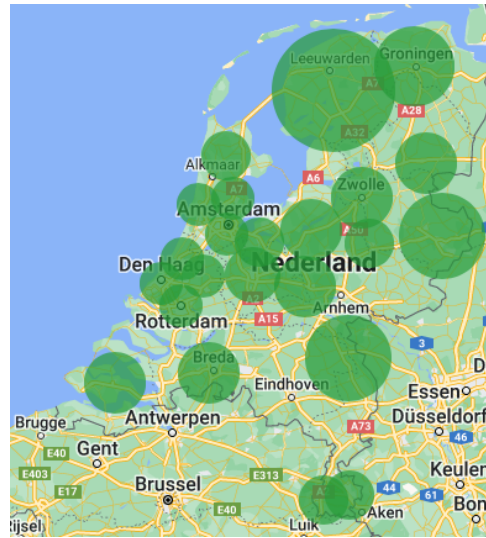 Leeuwarden
Groningen
A7
A28
A32
Alkmaar
A6
A7
Zwolle
Amsterdam
A50
Den Haag
Nederland
A2
Arnhem
Rotterdam
A15
3
Breda
Eindhoven
Essen
D
Brugge
Antwerpen
Düsseldorf
A73
46
E40
Gent
E403
E313
Keulen
E17
Brussel
44
61
E40
Bon
Aken
Rijsel
Luik